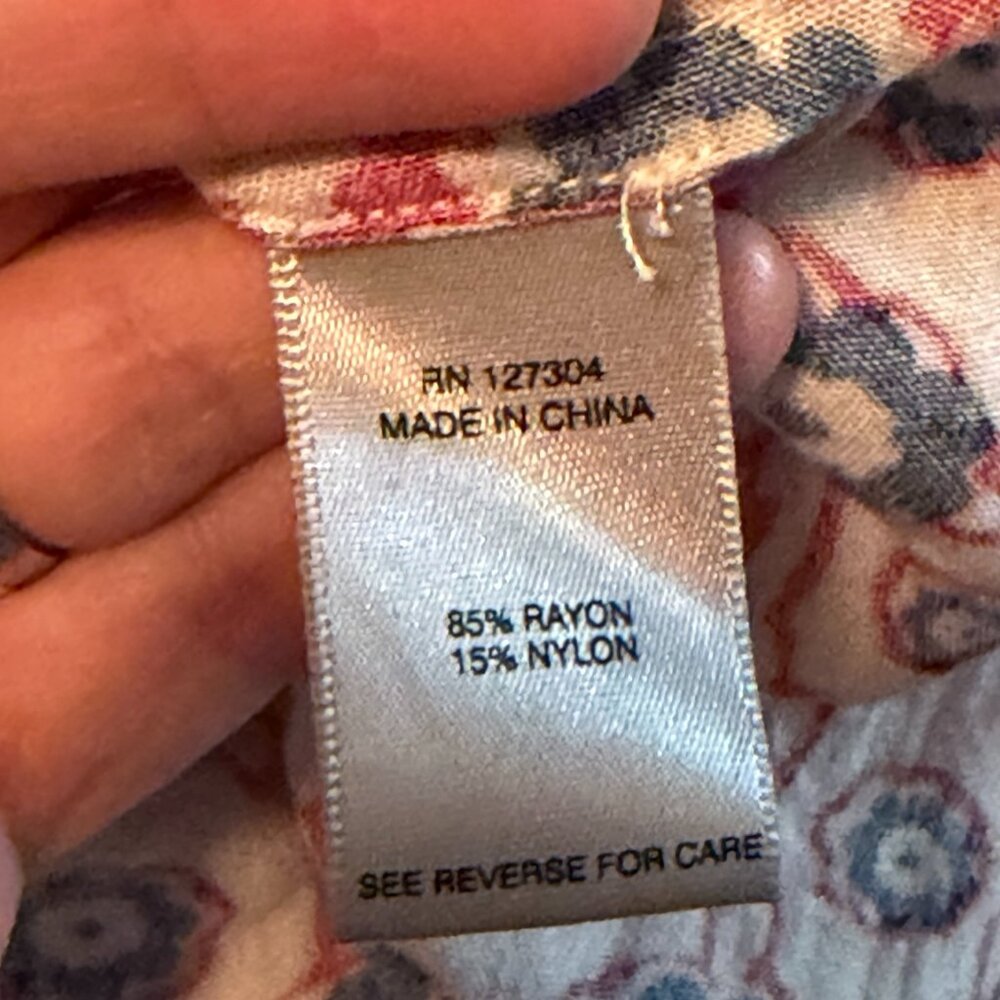 RN 127304
MADE IN CHINA
85% RAYON
15% NYLON
SEE REVERSE FOR CARE